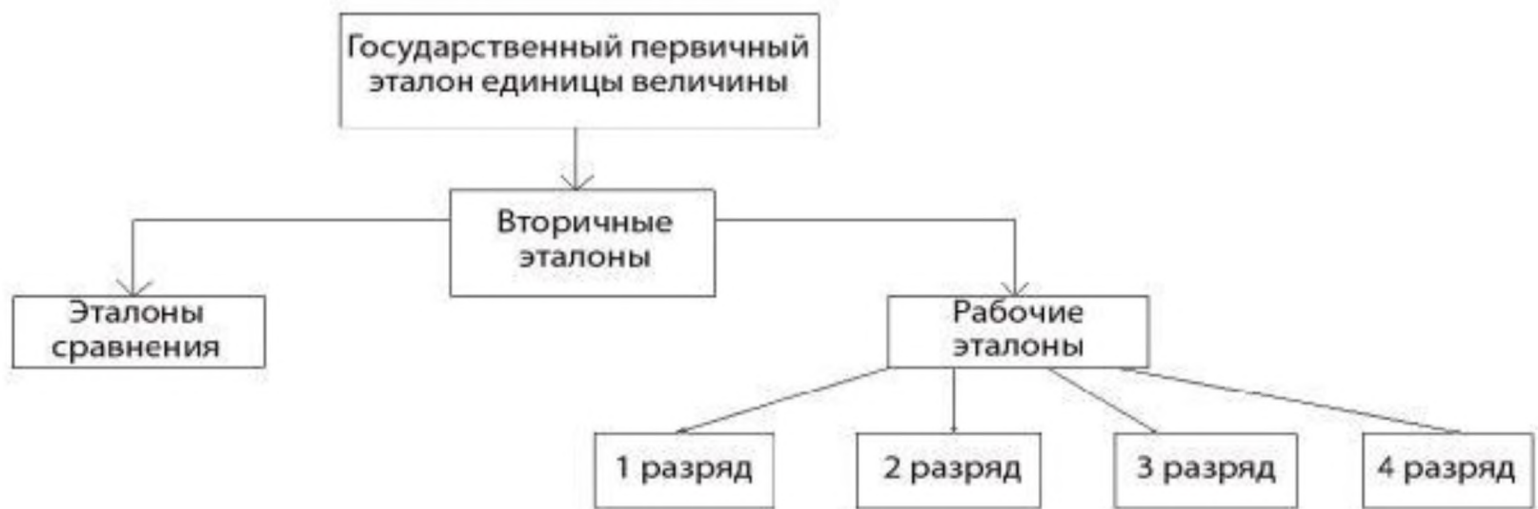 Государственный первичный
эталон единицы величины
Вторичные
эталоны
Эталоны
сравнения
Рабочие
эталоны
1 разряд
2 разряд
3 разряд
4 разряд